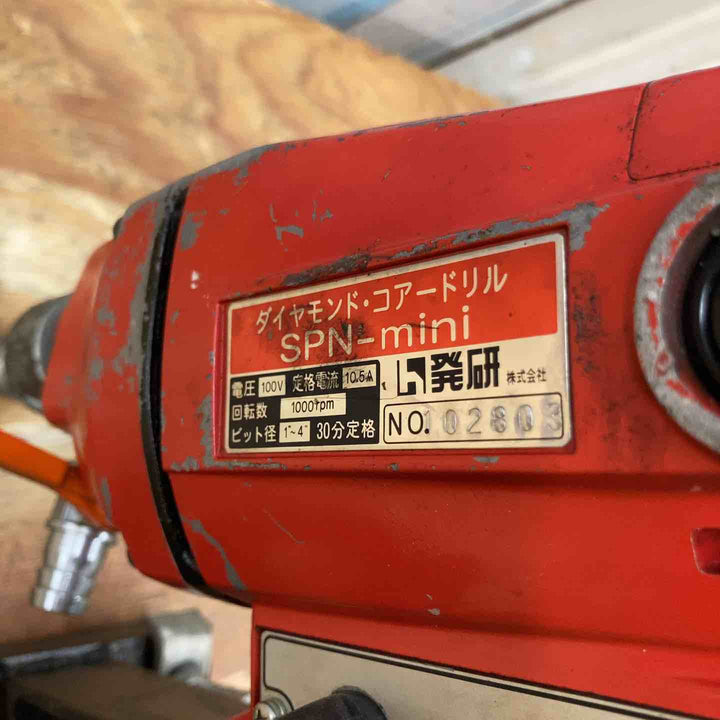 ダイヤモンド・コアードリル
SPN-mini
電圧 100V 定格電流 10.5A
回転数 1000rpm
ビット径 1"~4" 30分定格
発研 株式会社
NO. 102803